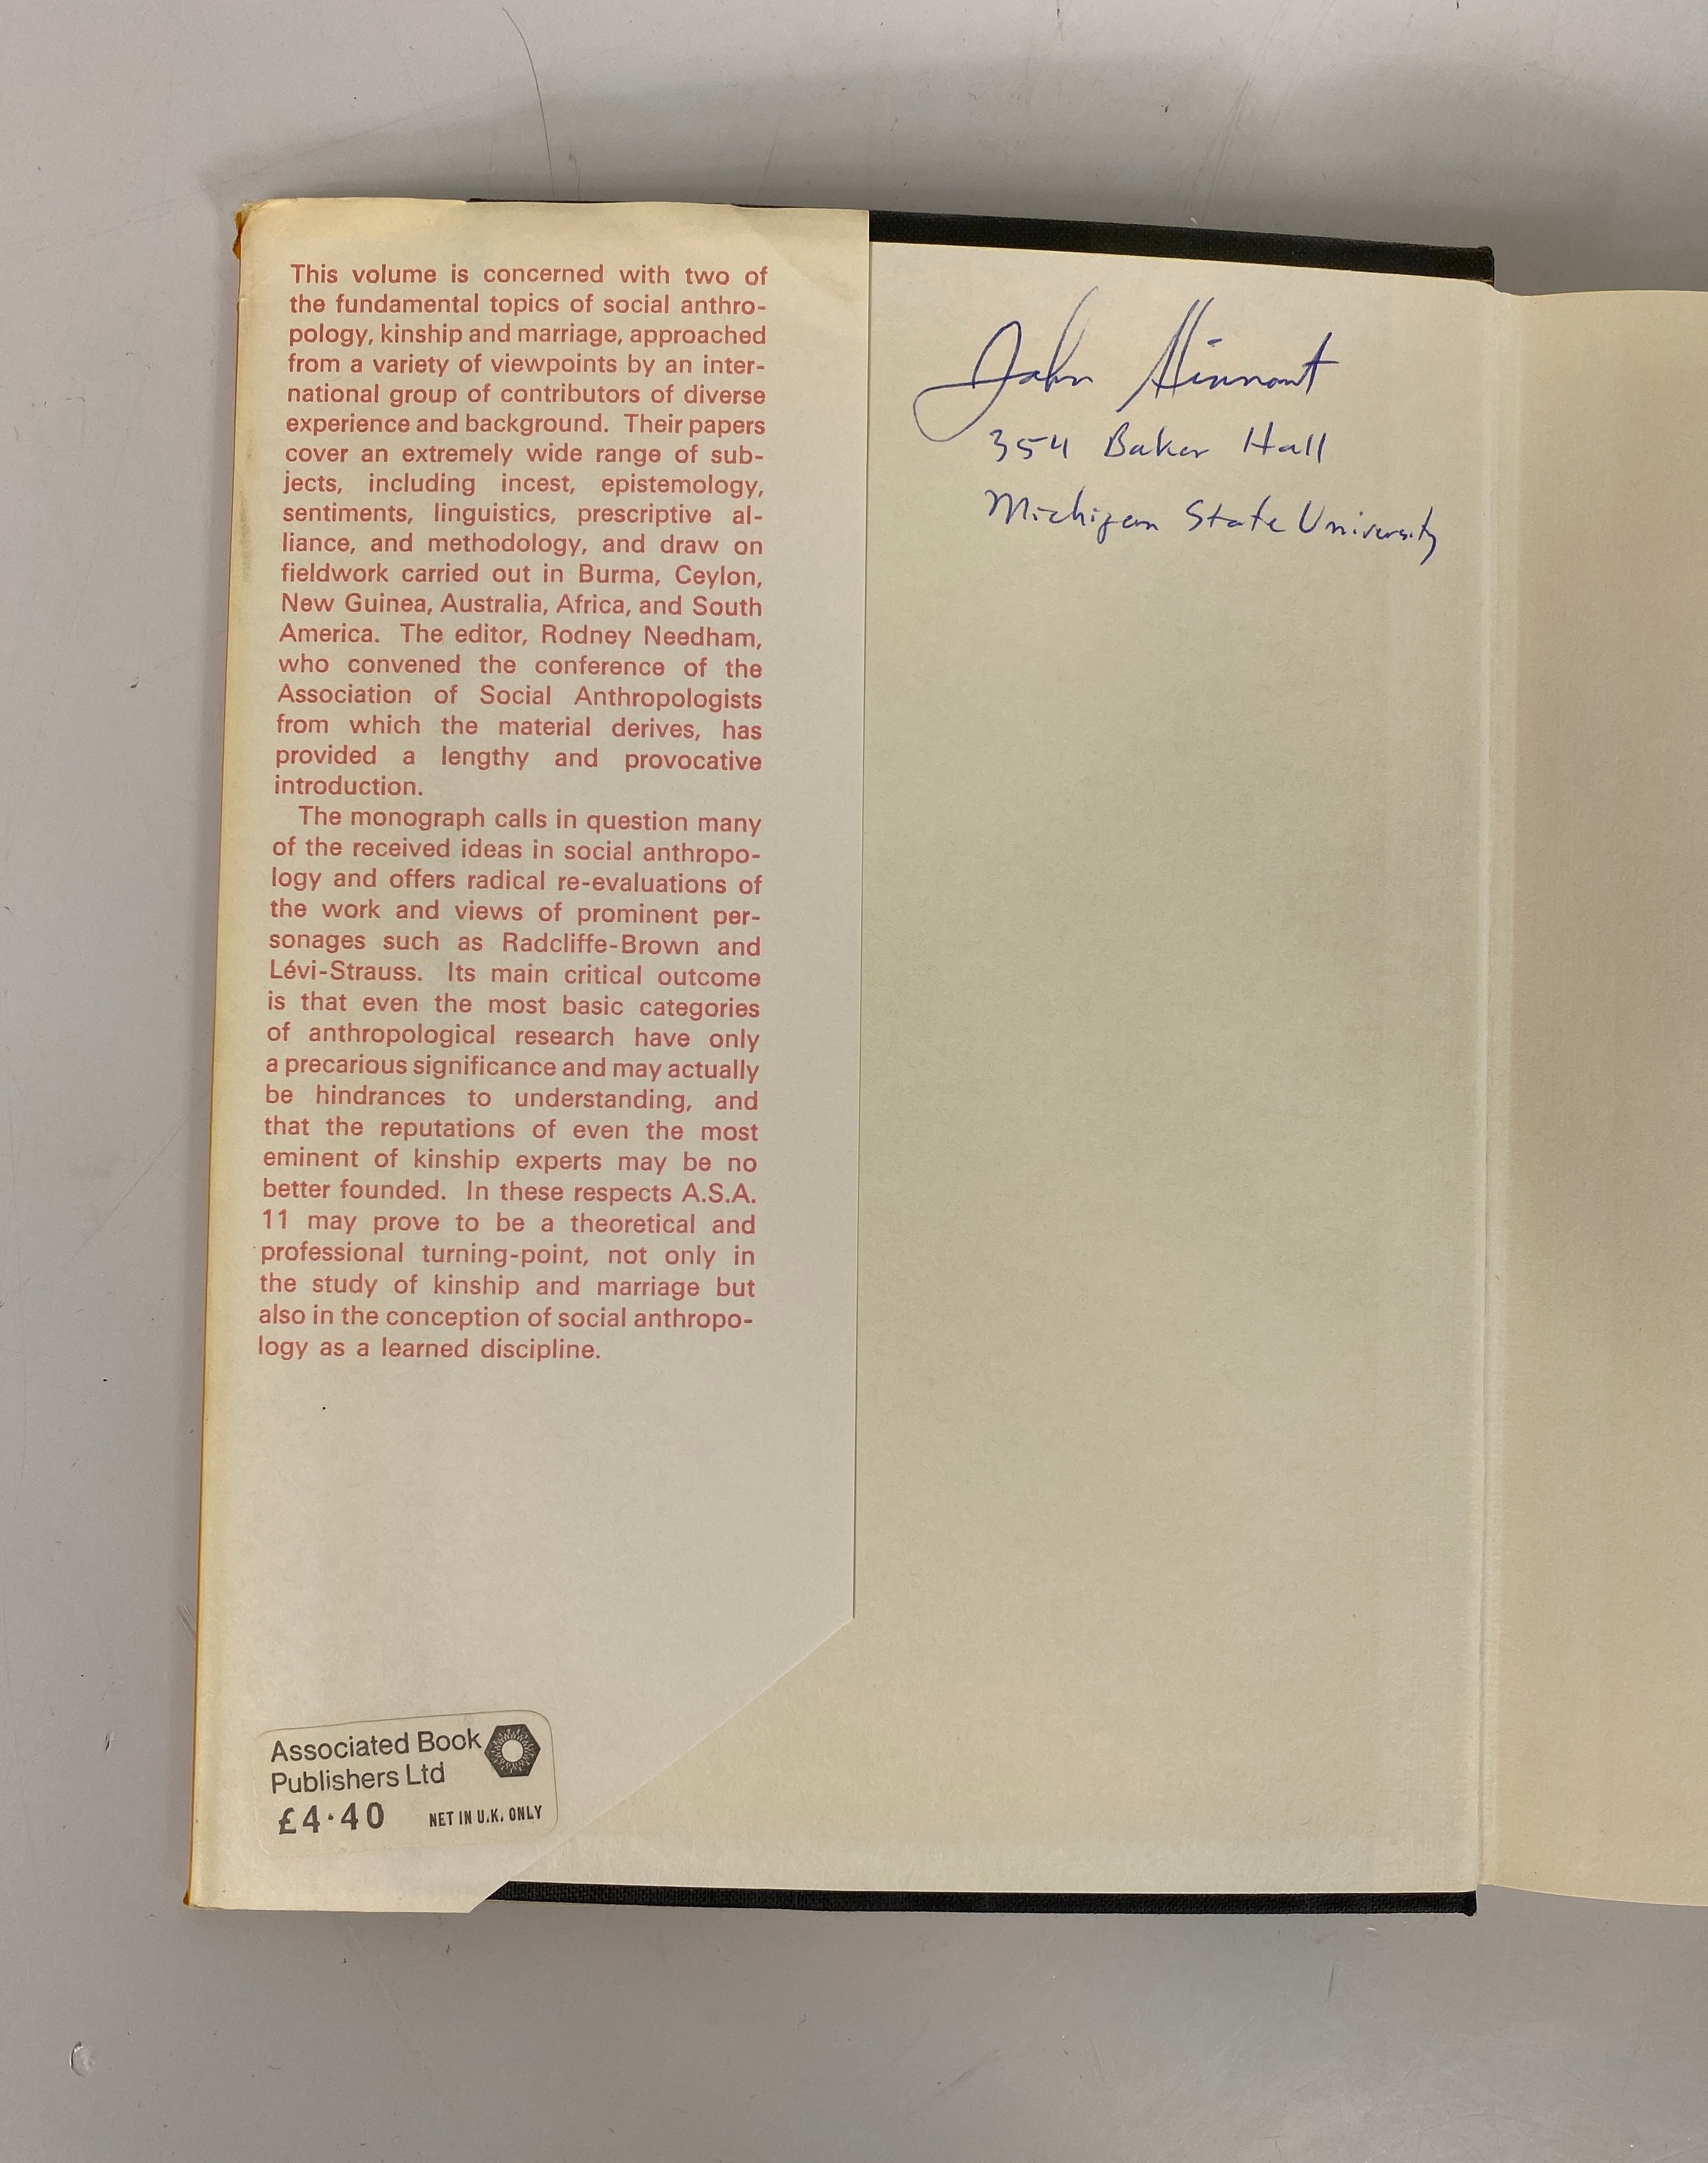 This volume is concerned with two of
the fundamental topics of social anthro-
pology, kinship and marriage, approached
from a variety of viewpoints by an inter-
national group of contributors of diverse
experience and background. Their papers
cover an extremely wide range of sub-
jects, including incest, epistemology,
sentiments, linguistics, prescriptive al-
liance, and methodology, and draw on
fieldwork carried out in Burma, Ceylon,
New Guinea, Australia, Africa, and South
America. The editor, Rodney Needham,
who convened the conference of the
Association of Social Anthropologists
from which the material derives, has
provided a lengthy and provocative
introduction.
The monograph calls in question many
of the received ideas in social anthropo-
logy and offers radical re-evaluations of
the work and views of prominent per-
sonages such as Radcliffe-Brown and
Lévi-Strauss. Its main critical outcome
is that even the most basic categories
of anthropological research have only
a precarious significance and may actually
be hindrances to understanding, and
that the reputations of even the most
eminent of kinship experts may be no
better founded. In these respects A.S.A.
11 may prove to be a theoretical and
professional turning-point, not only in
the study of kinship and marriage but
also in the conception of social anthropo-
logy as a learned discipline.
Associated Book
Publishers Ltd
£4·40 NET IN U.K. ONLY
John Hinnant
354 Baker Hall
Michigan State University